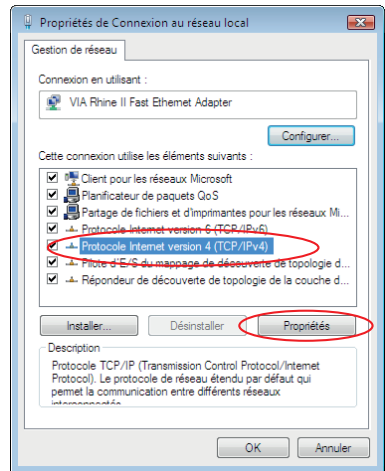 Propriétés de Connexion au réseau local
Gestion de réseau
Connexion en utilisant :
VIA Rhine II Fast Ethernet Adapter
Configurer...
Cette connexion utilise les éléments suivants :
Client pour les réseaux Microsoft
Planificateur de paquets QoS
Partage de fichiers et d'imprimantes pour les réseaux Mi...
Protocole Internet version 6 (TCP/IPv6)
Protocole Internet version 4 (TCP/IPv4)
Pilote d'E/S du mappage de découverte de topologie d...
Répondeur de découverte de topologie de la couche d...
Installer...
Désinstaller
Propriétés
Description
Protocole TCP/IP (Transmission Control Protocol/Internet
Protocol). Le protocole de réseau étendu par défaut qui
permet la communication entre différents réseaux
interconnectés
OK
Annuler